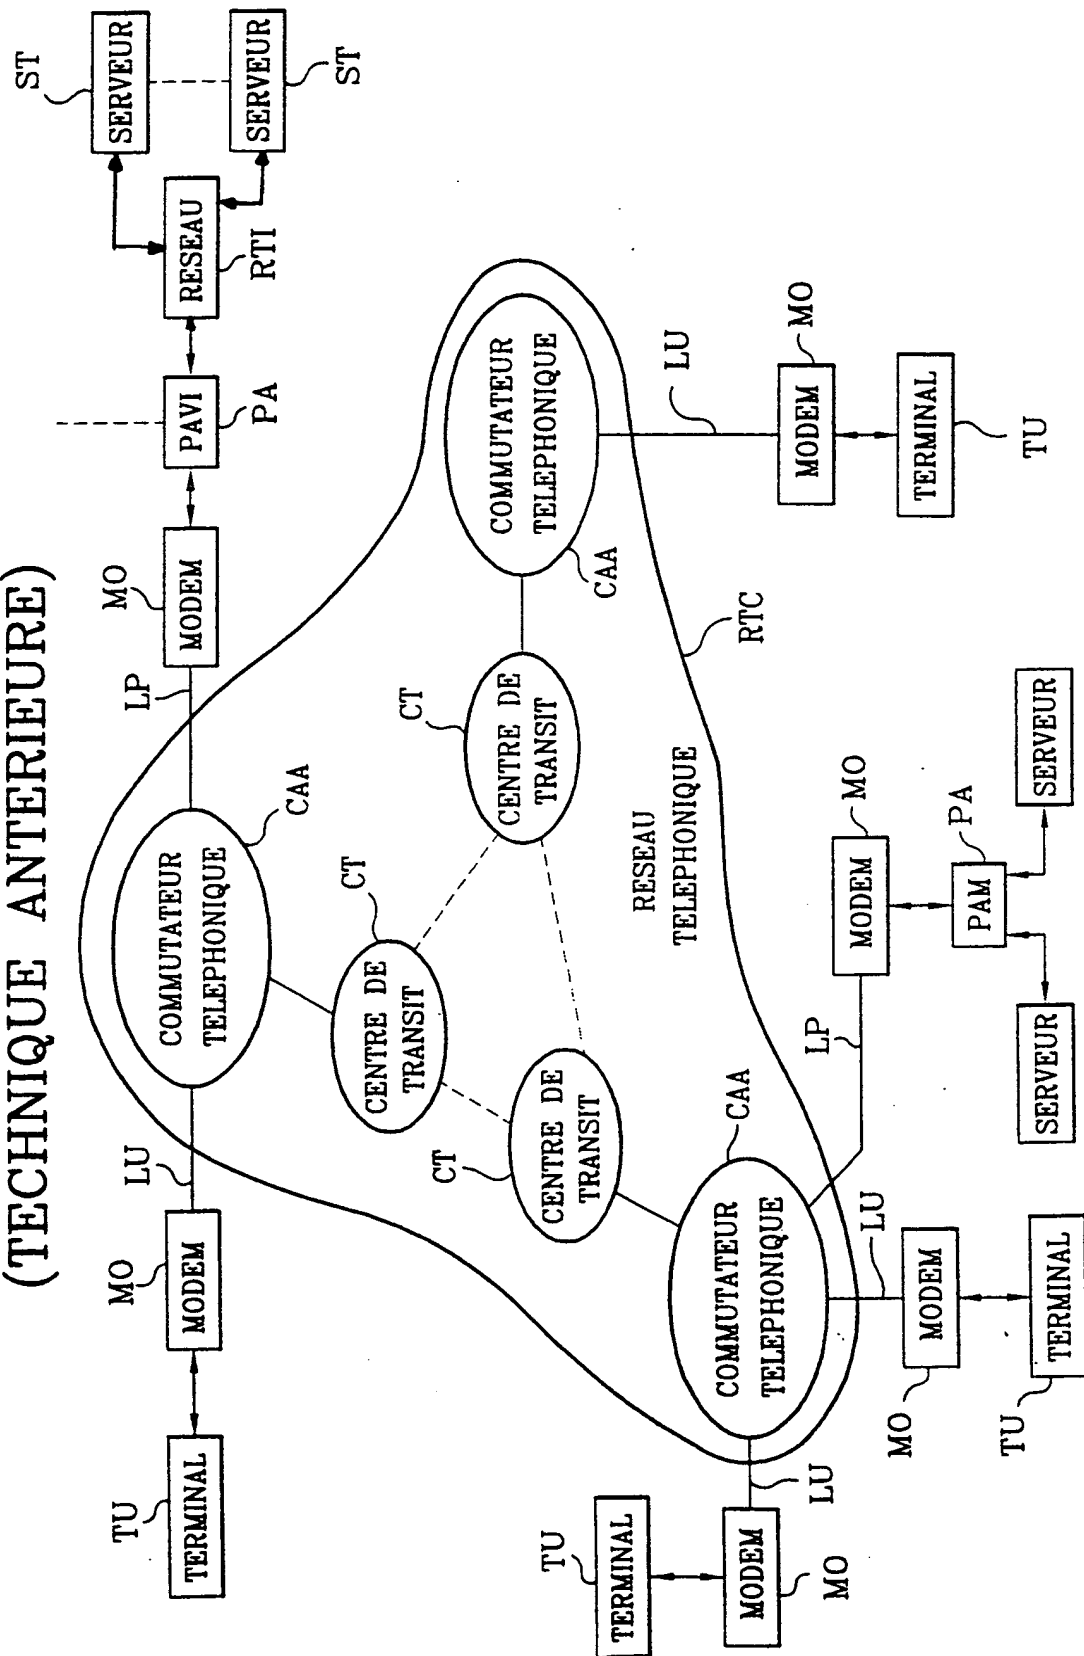 (TECHNIQUE ANTERIEURE)
TU
TERMINAL
MO
MODEM
LU
COMMUTATEUR
TELEPHONIQUE
CAA
LP
MO
MODEM
PAVI
PA
RESEAU
RTI
ST
SERVEUR
SERVEUR
ST
CT
CENTRE DE
TRANSIT
CT
CENTRE DE
TRANSIT
CT
CENTRE DE
TRANSIT
COMMUTATEUR
TELEPHONIQUE
CAA
LU
MO
MODEM
TERMINAL
TU
RESEAU
TELEPHONIQUE
RTC
TU
TERMINAL
MODEM
MO
LU
COMMUTATEUR
TELEPHONIQUE
CAA
LU
MODEM
MO
TERMINAL
TU
LP
MODEM
MO
PAM
PA
SERVEUR
SERVEUR